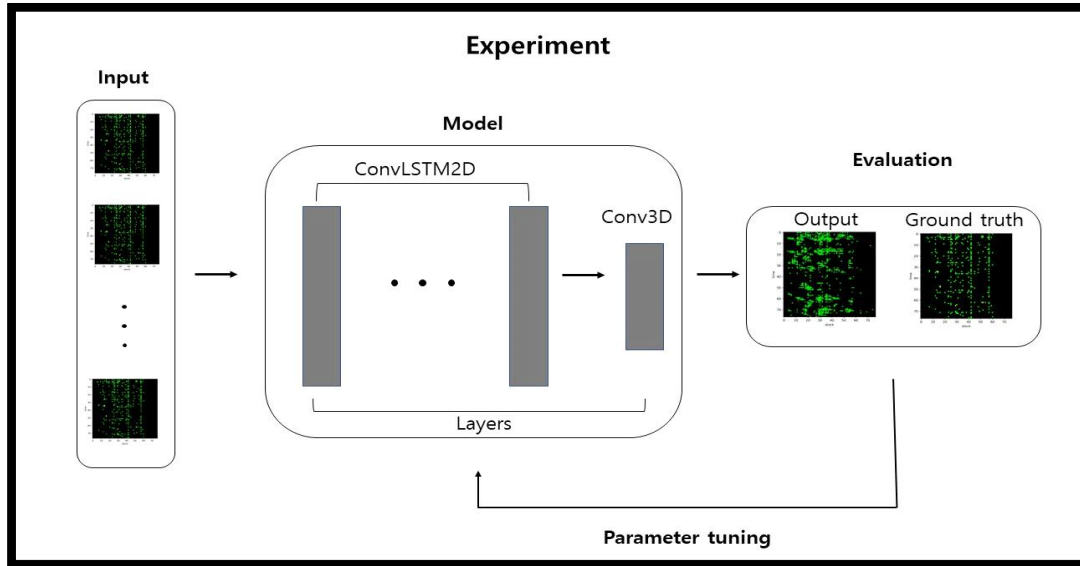 Experiment
Input
Model
ConvLSTM2D
Conv3D
Layers
Evaluation
Output
Ground truth
Parameter tuning